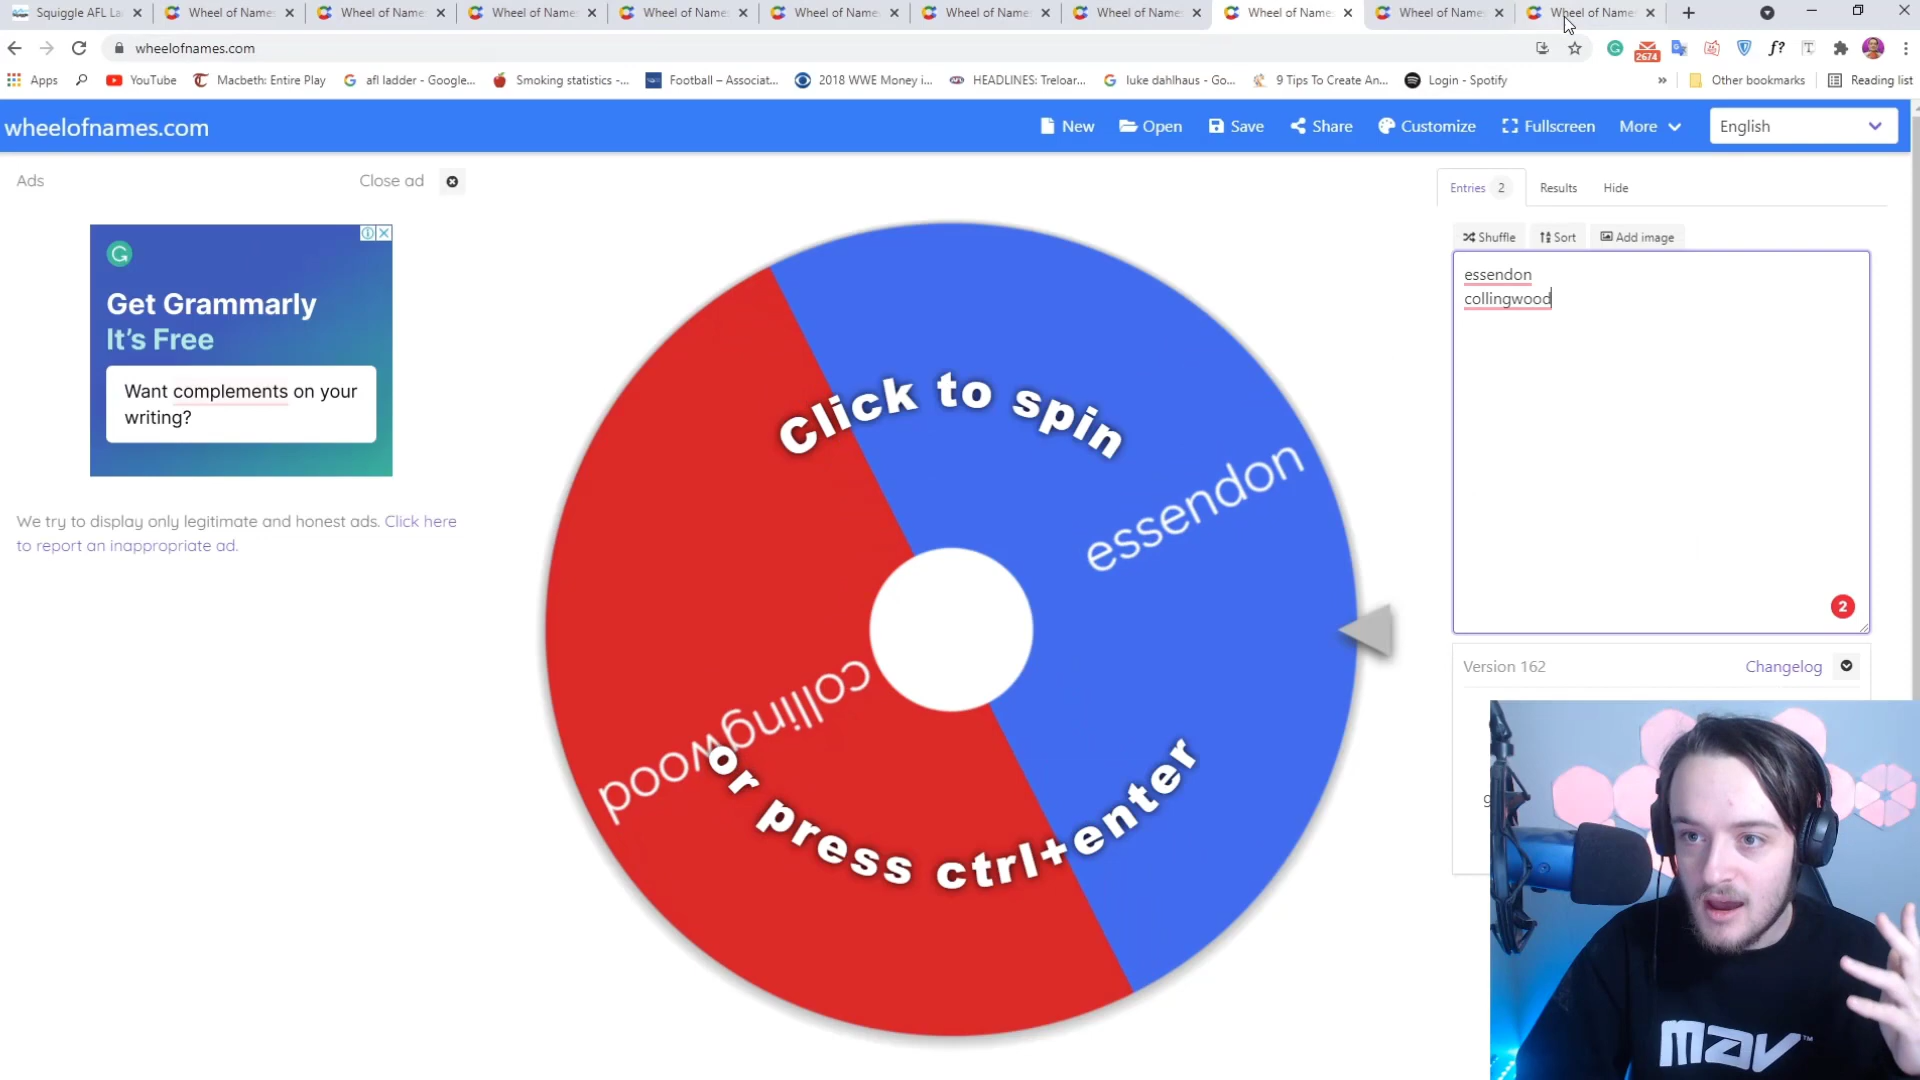 Squiggle AFL La
Wheel of Name
Wheel of Name
Wheel of Name
Wheel of Name
Wheel of Name
Wheel of Name
Wheel of Name
Wheel of Name
Wheel of Name
Wheel of Name
wheelofnames.com
2674
f?
Apps
YouTube
Macbeth: Entire Play
afl ladder - Google...
Smoking statistics -...
Football – Associat...
2018 WWE Money i...
HEADLINES: Treloar...
luke dahlhaus - Go...
9 Tips To Create An...
Login - Spotify
»
Other bookmarks
Reading list
wheelofnames.com
New
Open
Save
Share
Customize
Fullscreen
More
English
Ads
Close ad
Get Grammarly
It's Free
Want complements on your
writing?
We try to display only legitimate and honest ads. Click here
to report an inappropriate ad.
Click to spin
essendon
collingwood
or press ctrl+enter
Entries 2
Results
Hide
Shuffle
Sort
Add image
essendon
collingwood
2
Version 162
Changelog
g
mav™